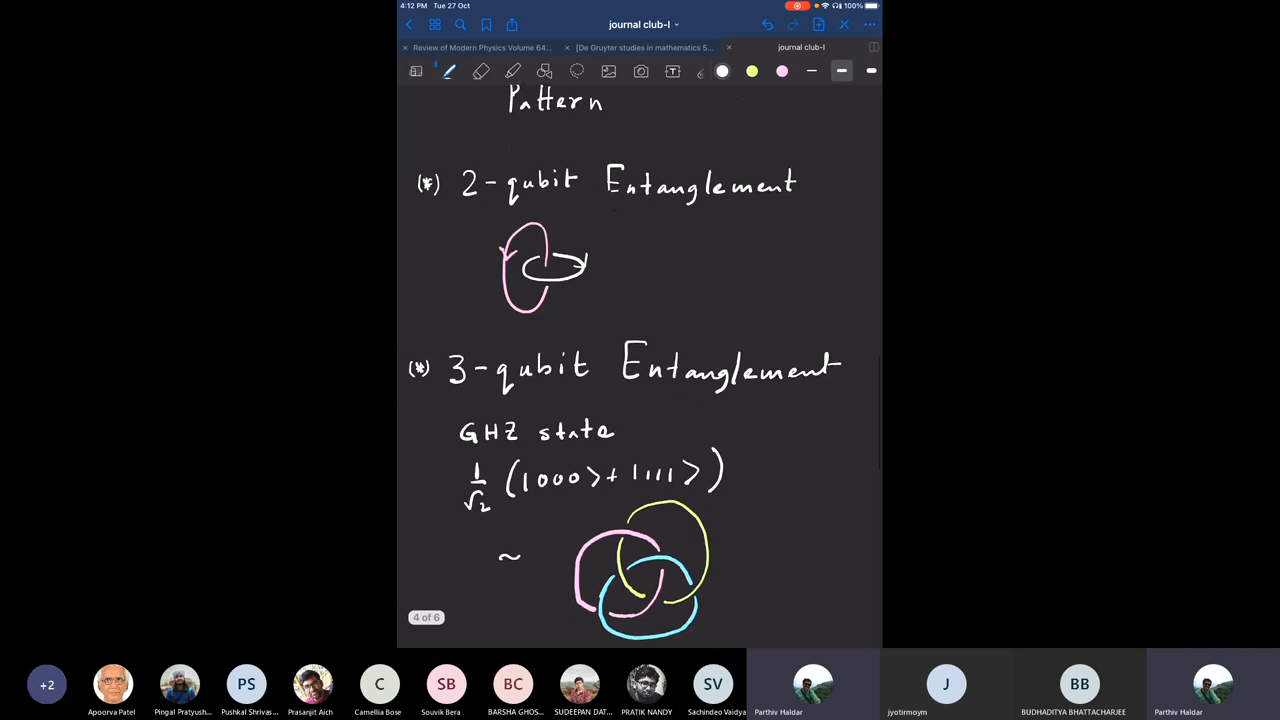 4:12 PM Tue 27 Oct
100%
journal club-I
Review of Modern Physics Volume 64...
[De Gruyter studies in mathematics 5...
journal club-I
Pattern
(*) 2-qubit Entanglement
(*) 3-qubit Entanglement
GHZ state
1/√2 (|000> + |111>)
~
4 of 6
+2
PS
C
SB
BC
SV
J
BB
Apoorva Patel
Pingal Pratyush...
Pushkal Shrivas...
Prasanjit Aich
Camellia Bose
Souvik Bera
BARSHA GHOS...
SUDEEPAN DAT...
PRATIK NANDY
Sachindeo Vaidya
Parthiv Haldar
jyotirmoym
BUDHADITYA BHATTACHARJEE
Parthiv Haldar